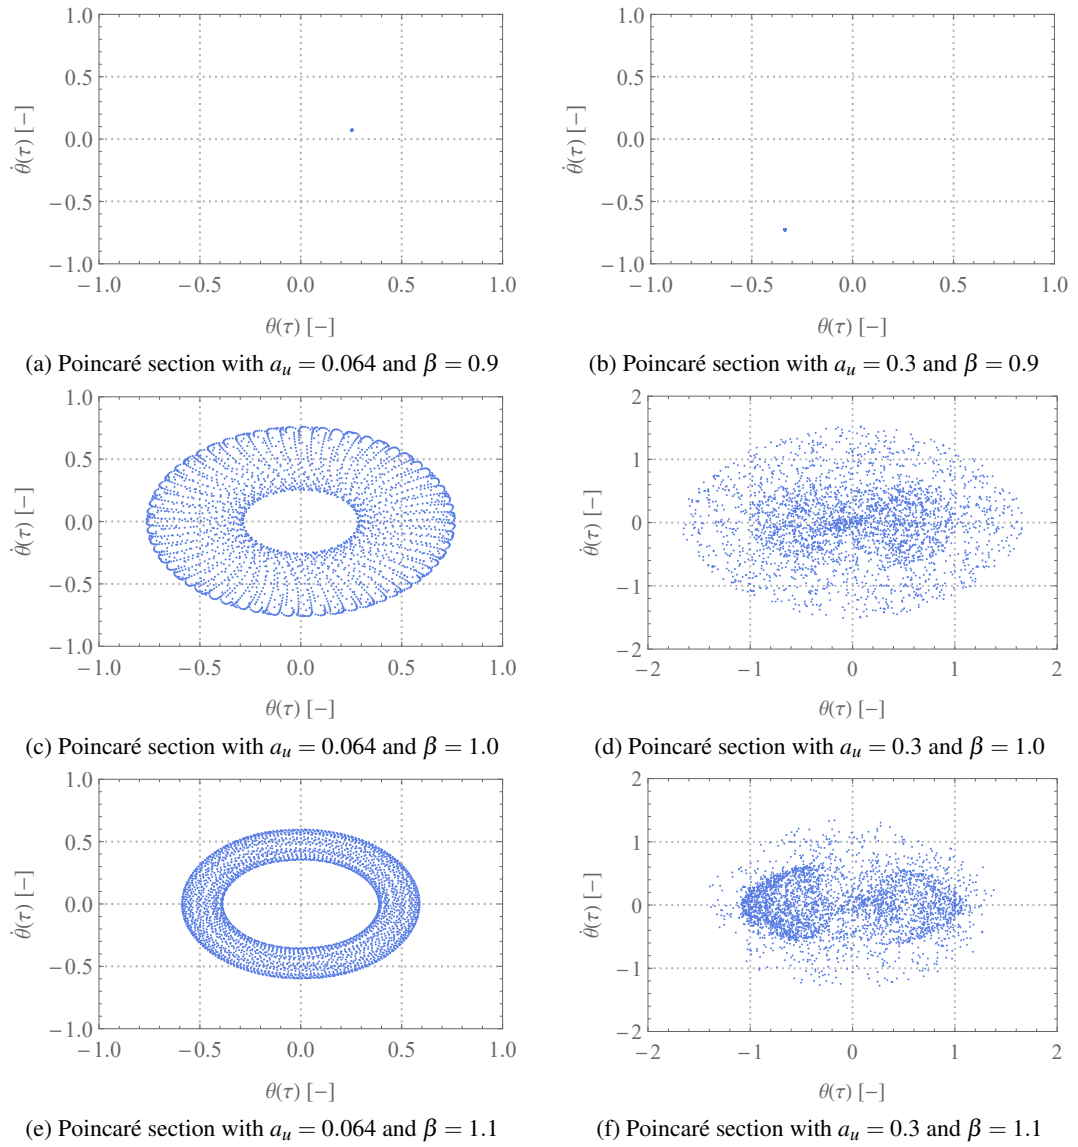 1.0
0.5
0.0
−0.5
−1.0
θ̇(τ) [−]
−1.0 −0.5 0.0 0.5 1.0
θ(τ) [−]
(a) Poincaré section with a_u = 0.064 and β = 0.9
1.0
0.5
0.0
−0.5
−1.0
θ̇(τ) [−]
−1.0 −0.5 0.0 0.5 1.0
θ(τ) [−]
(b) Poincaré section with a_u = 0.3 and β = 0.9
1.0
0.5
0.0
−0.5
−1.0
θ̇(τ) [−]
−1.0 −0.5 0.0 0.5 1.0
θ(τ) [−]
(c) Poincaré section with a_u = 0.064 and β = 1.0
2
1
0
−1
−2
θ̇(τ) [−]
−2 −1 0 1 2
θ(τ) [−]
(d) Poincaré section with a_u = 0.3 and β = 1.0
1.0
0.5
0.0
−0.5
−1.0
θ̇(τ) [−]
−1.0 −0.5 0.0 0.5 1.0
θ(τ) [−]
(e) Poincaré section with a_u = 0.064 and β = 1.1
2
1
0
−1
−2
θ̇(τ) [−]
−2 −1 0 1 2
θ(τ) [−]
(f) Poincaré section with a_u = 0.3 and β = 1.1